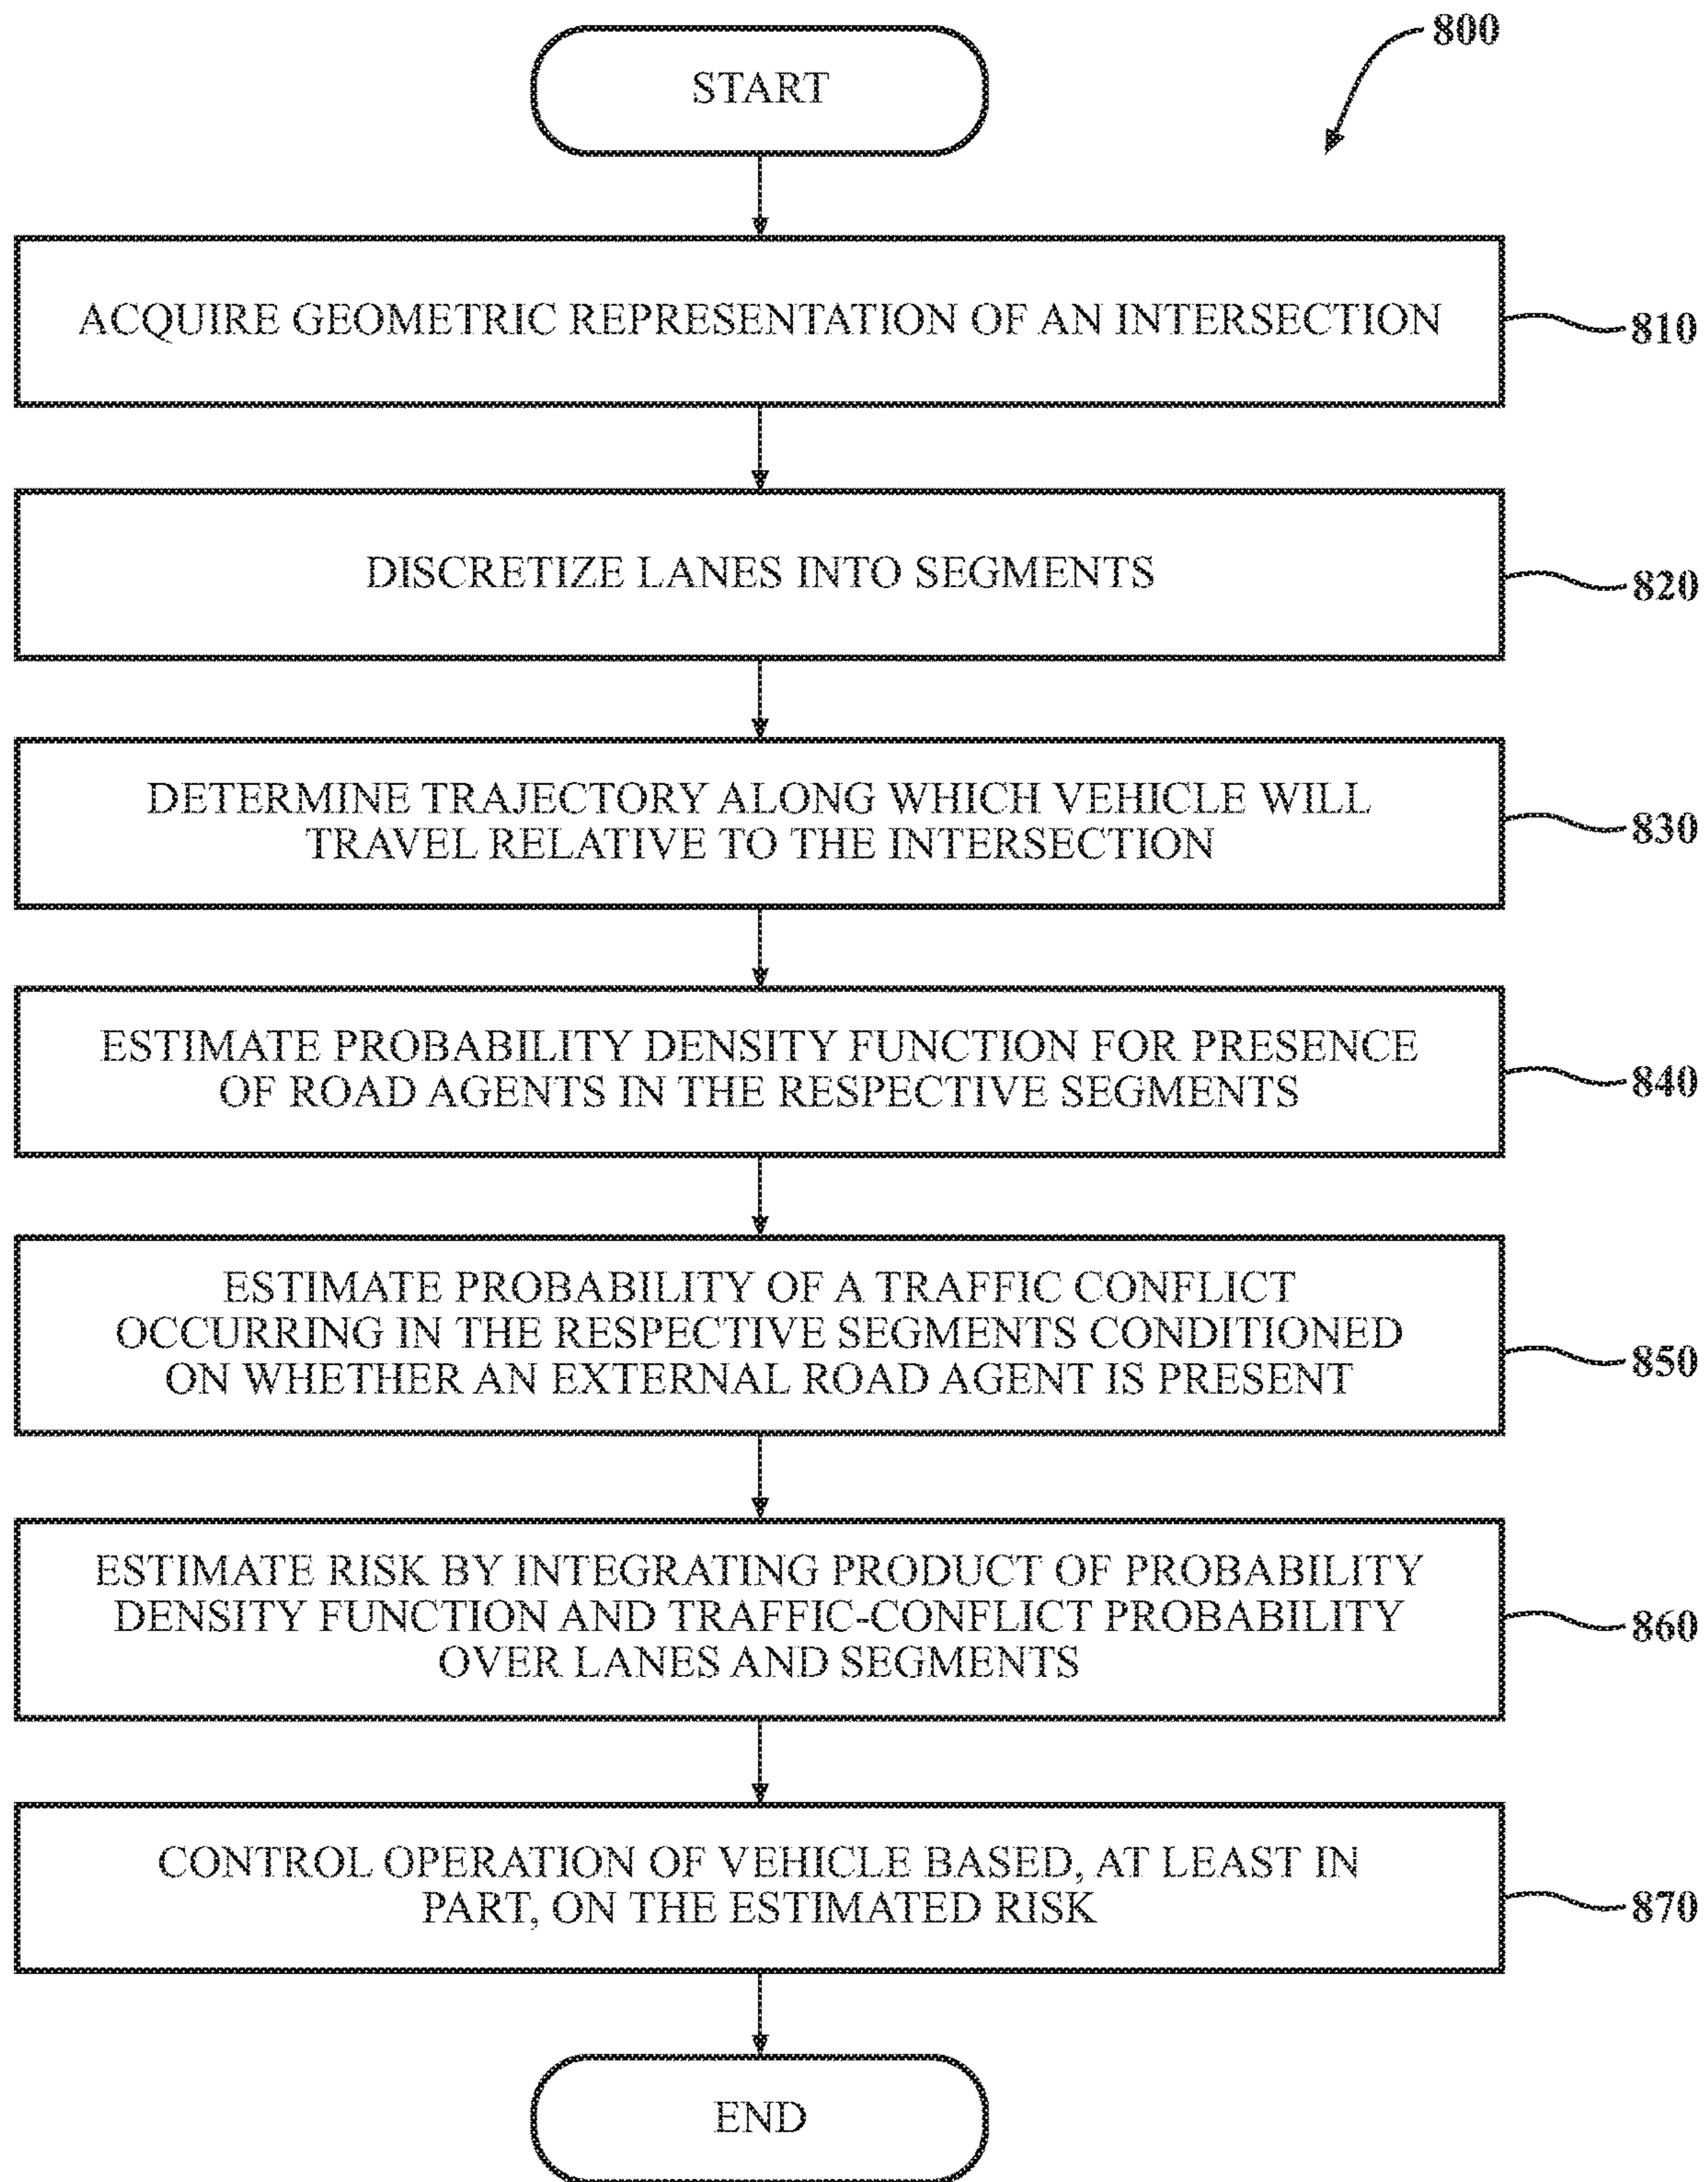 800
START
ACQUIRE GEOMETRIC REPRESENTATION OF AN INTERSECTION
810
DISCRETIZE LANES INTO SEGMENTS
820
DETERMINE TRAJECTORY ALONG WHICH VEHICLE WILL
TRAVEL RELATIVE TO THE INTERSECTION
830
ESTIMATE PROBABILITY DENSITY FUNCTION FOR PRESENCE
OF ROAD AGENTS IN THE RESPECTIVE SEGMENTS
840
ESTIMATE PROBABILITY OF A TRAFFIC CONFLICT
OCCURRING IN THE RESPECTIVE SEGMENTS CONDITIONED
ON WHETHER AN EXTERNAL ROAD AGENT IS PRESENT
850
ESTIMATE RISK BY INTEGRATING PRODUCT OF PROBABILITY
DENSITY FUNCTION AND TRAFFIC-CONFLICT PROBABILITY
OVER LANES AND SEGMENTS
860
CONTROL OPERATION OF VEHICLE BASED, AT LEAST IN
PART, ON THE ESTIMATED RISK
870
END